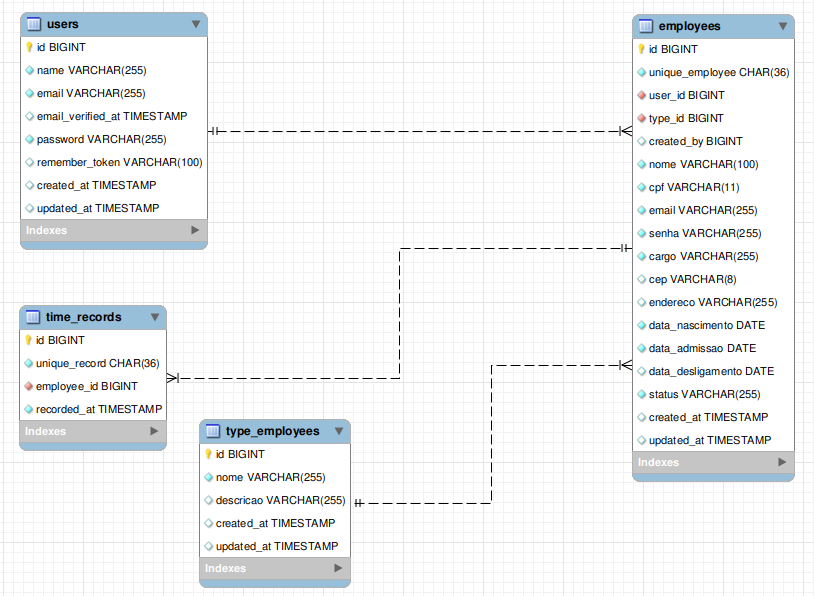 users
id BIGINT
name VARCHAR(255)
email VARCHAR(255)
email_verified_at TIMESTAMP
password VARCHAR(255)
remember_token VARCHAR(100)
created_at TIMESTAMP
updated_at TIMESTAMP
Indexes
employees
id BIGINT
unique_employee CHAR(36)
user_id BIGINT
type_id BIGINT
created_by BIGINT
nome VARCHAR(100)
cpf VARCHAR(11)
email VARCHAR(255)
senha VARCHAR(255)
cargo VARCHAR(255)
cep VARCHAR(8)
endereco VARCHAR(255)
data_nascimento DATE
data_admissao DATE
data_desligamento DATE
status VARCHAR(255)
created_at TIMESTAMP
updated_at TIMESTAMP
Indexes
time_records
id BIGINT
unique_record CHAR(36)
employee_id BIGINT
recorded_at TIMESTAMP
Indexes
type_employees
id BIGINT
nome VARCHAR(255)
descricao VARCHAR(255)
created_at TIMESTAMP
updated_at TIMESTAMP
Indexes